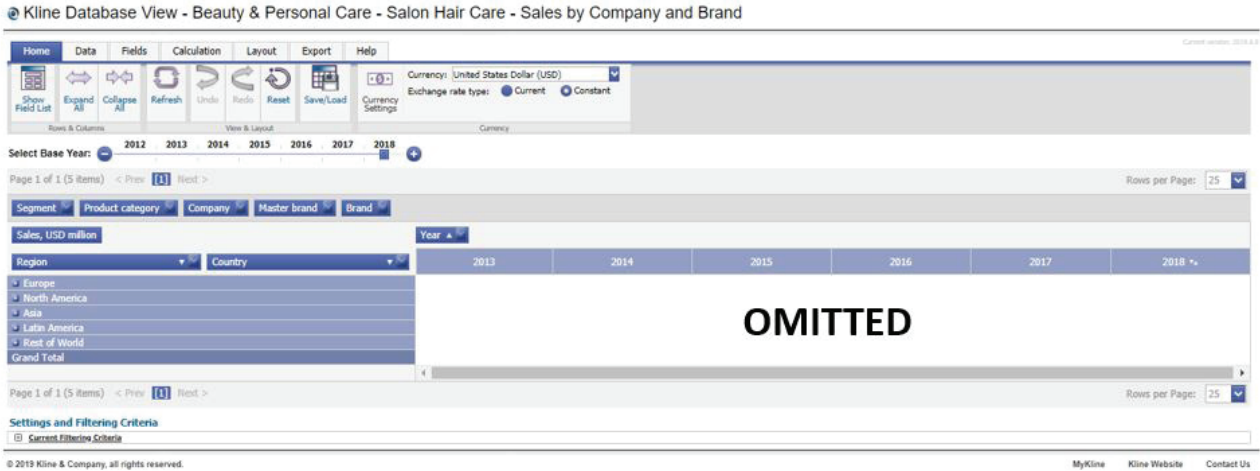 Kline Database View - Beauty & Personal Care - Salon Hair Care - Sales by Company and Brand
Home Data Fields Calculation Layout Export Help
Show Field List Expand All Collapse All Refresh Undo Redo Reset Save/Load Currency Settings
Currency: United States Dollar (USD)
Exchange rate type: Current Constant
Rows & Columns View & Layout Currency
Select Base Year: 2012 2013 2014 2015 2016 2017 2018
Page 1 of 1 (5 items) < Prev [1] Next > Rows per Page: 25
Segment Product category Company Master brand Brand
Sales, USD million Year
Region Country 2013 2014 2015 2016 2017 2018
Europe
North America
Asia
Latin America
Rest of World
Grand Total
OMITTED
Page 1 of 1 (5 items) < Prev [1] Next > Rows per Page: 25
Settings and Filtering Criteria
Current Filtering Criteria
© 2019 Kline & Company, all rights reserved. MyKline Kline Website Contact Us